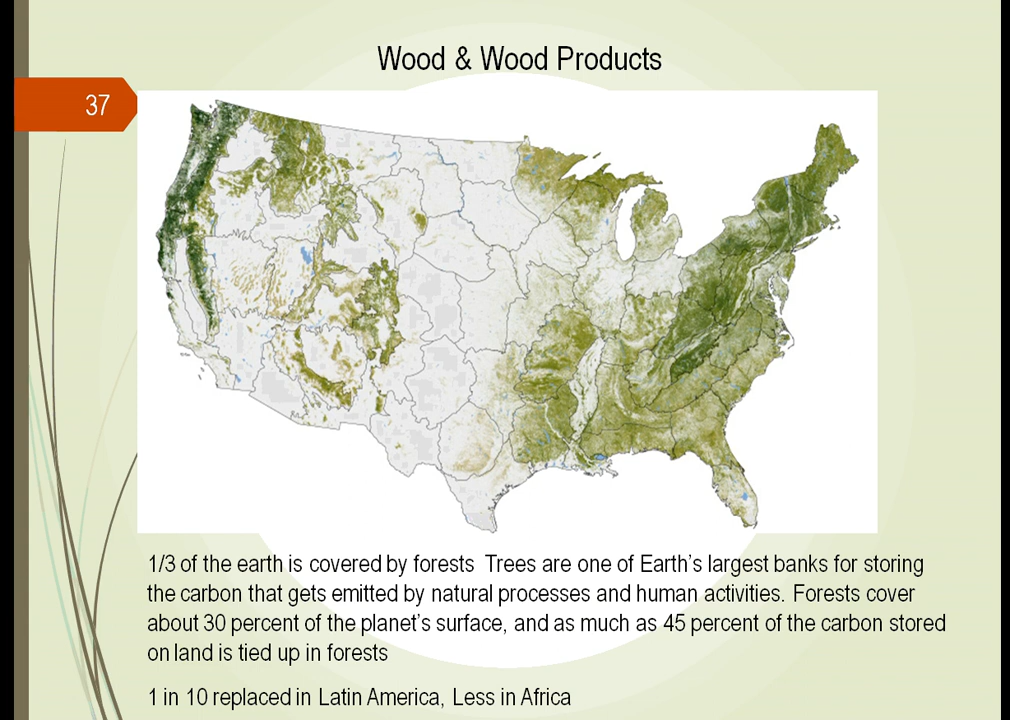 Wood & Wood Products
37
1/3 of the earth is covered by forests Trees are one of Earth's largest banks for storing
the carbon that gets emitted by natural processes and human activities. Forests cover
about 30 percent of the planet's surface, and as much as 45 percent of the carbon stored
on land is tied up in forests
1 in 10 replaced in Latin America, Less in Africa